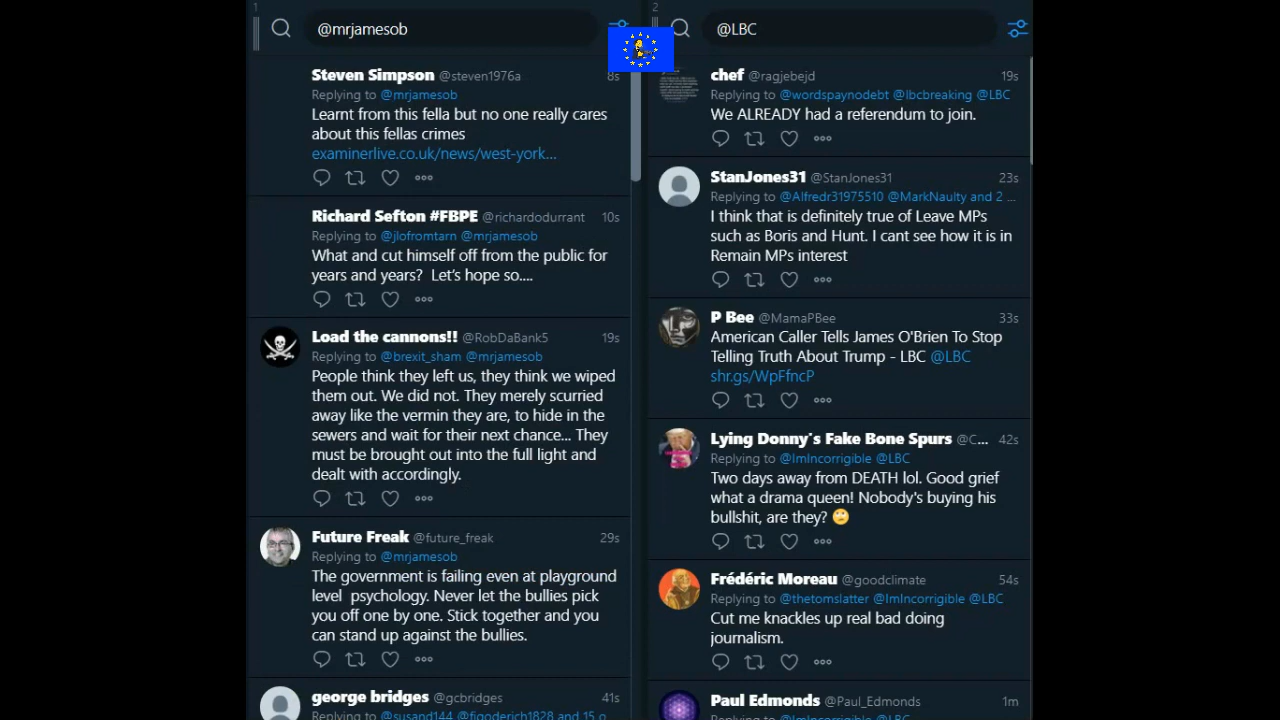 1
@mrjamesob
Steven Simpson @steven1976a 8s
Replying to @mrjamesob
Learnt from this fella but no one really cares
about this fellas crimes
examinerlive.co.uk/news/west-york...
Richard Sefton #FBPE @richardodurrant 10s
Replying to @jlofromtarn @mrjamesob
What and cut himself off from the public for
years and years? Let's hope so....
Load the cannons!! @RobDaBank5 19s
Replying to @brexit_sham @mrjamesob
People think they left us, they think we wiped
them out. We did not. They merely scurried
away like the vermin they are, to hide in the
sewers and wait for their next chance... They
must be brought out into the full light and
dealt with accordingly.
Future Freak @future_freak 29s
Replying to @mrjamesob
The government is failing even at playground
level psychology. Never let the bullies pick
you off one by one. Stick together and you
can stand up against the bullies.
george bridges @gcbridges 41s
Replying to @susand144 @figoderich1828 and 15 o
2
@LBC
chef @ragjebejd 19s
Replying to @wordspaynodebt @lbcbreaking @LBC
We ALREADY had a referendum to join.
StanJones31 @StanJones31 23s
Replying to @Alfredr31975510 @MarkNaulty and 2 ...
I think that is definitely true of Leave MPs
such as Boris and Hunt. I cant see how it is in
Remain MPs interest
P Bee @MamaPBee 33s
American Caller Tells James O'Brien To Stop
Telling Truth About Trump - LBC @LBC
shr.gs/WpFfncP
Lying Donny´s Fake Bone Spurs @C... 42s
Replying to @ImIncorrigible @LBC
Two days away from DEATH lol. Good grief
what a drama queen! Nobody's buying his
bullshit, are they? 🙄
Frédéric Moreau @goodclimate 54s
Replying to @thetomslatter @ImIncorrigible @LBC
Cut me knackles up real bad doing
journalism.
Paul Edmonds @Paul_Edmonds 1m
Replying to @ImIncorrigible @LBC